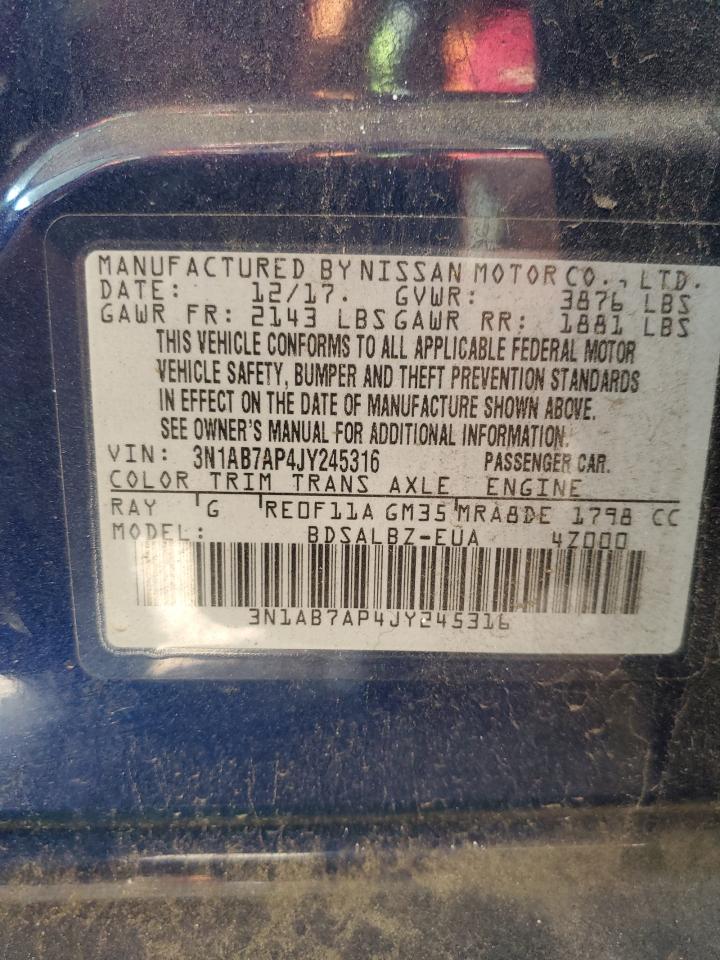 MANUFACTURED BY NISSAN MOTOR CO., LTD.
DATE: 12/17. GVWR: 3876 LBS
GAWR FR: 2143 LBS GAWR RR: 1881 LBS
THIS VEHICLE CONFORMS TO ALL APPLICABLE FEDERAL MOTOR
VEHICLE SAFETY, BUMPER AND THEFT PREVENTION STANDARDS
IN EFFECT ON THE DATE OF MANUFACTURE SHOWN ABOVE.
SEE OWNER'S MANUAL FOR ADDITIONAL INFORMATION.
VIN: 3N1AB7AP4JY245316 PASSENGER CAR.
COLOR TRIM TRANS AXLE ENGINE
RAY G RE0F11A GM35 MRA8DE 1798 CC
MODEL: BDSALBZ-EUA 4Z000
3N1AB7AP4JY245316